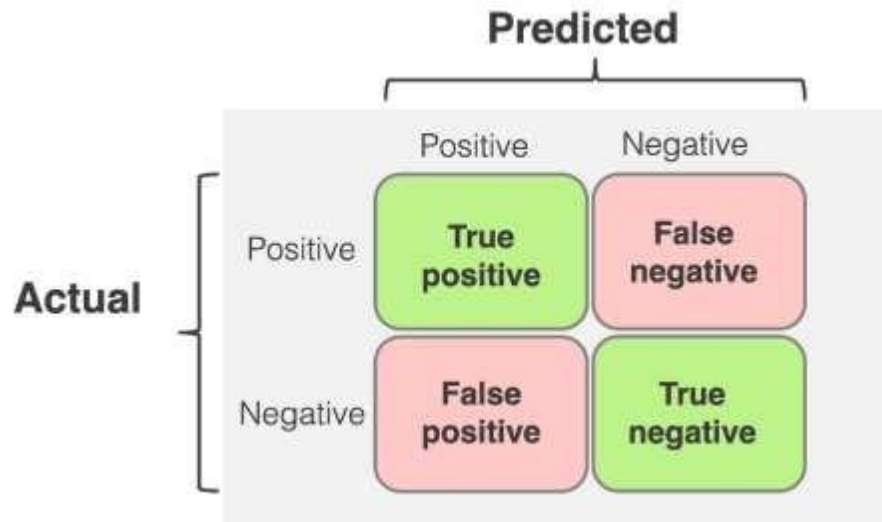 Predicted
Positive Negative
Positive
True
positive
False
negative
Actual
Negative
False
positive
True
negative